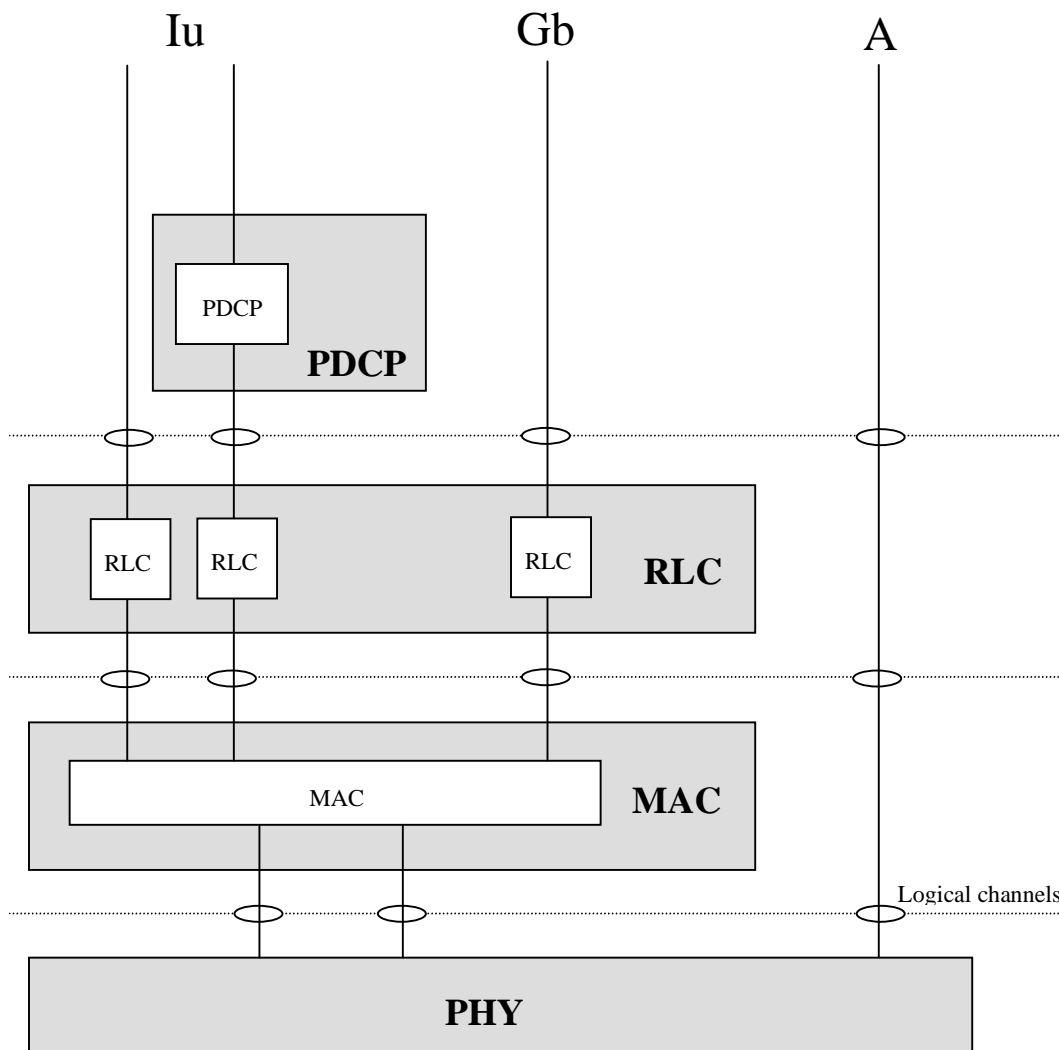 Iu
Gb
A
PDCP
PDCP
RLC
RLC
RLC
RLC
MAC
MAC
Logical channels
PHY